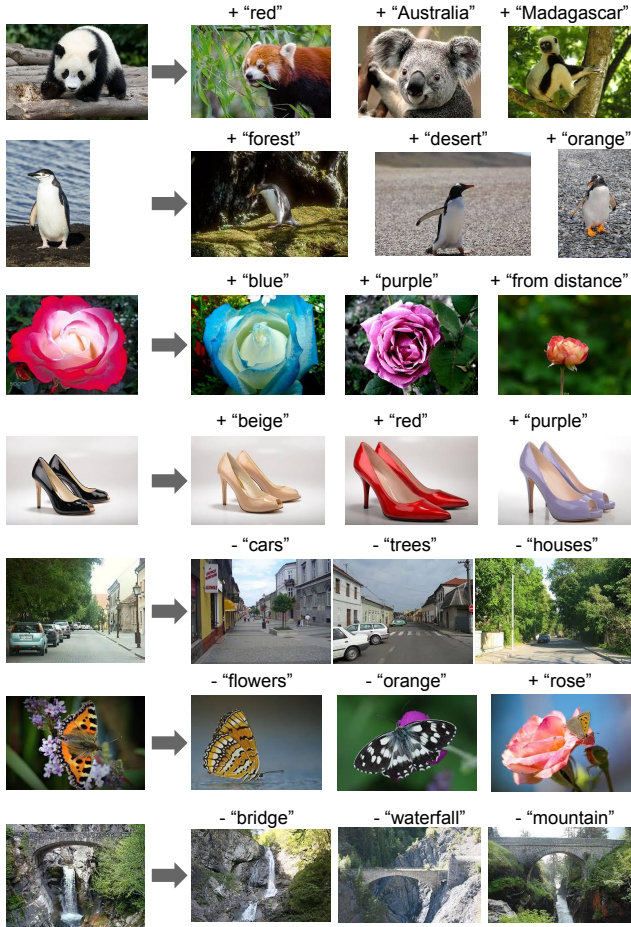 + “red” + “Australia” + “Madagascar”
+ “forest” + “desert” + “orange”
+ “blue” + “purple” + “from distance”
+ “beige” + “red” + “purple”
- “cars” - “trees” - “houses”
- “flowers” - “orange” + “rose”
- “bridge” - “waterfall” - “mountain”